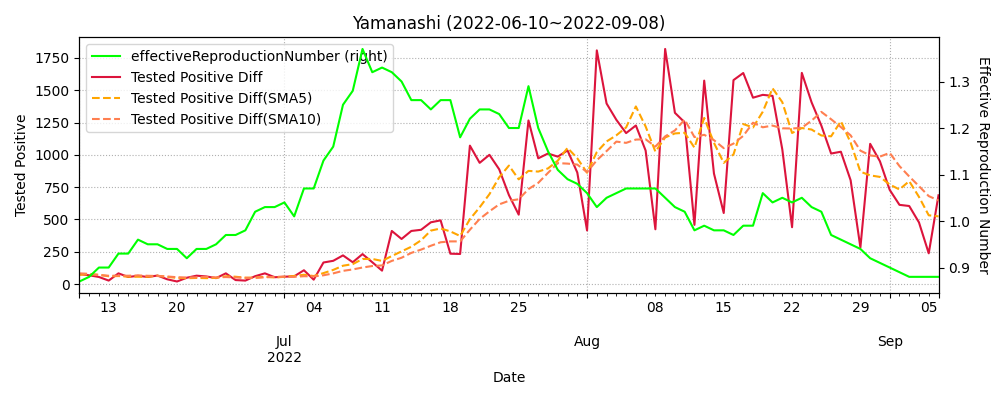 Yamanashi (2022-06-10~2022-09-08)
effectiveReproductionNumber (right)
Tested Positive Diff
Tested Positive Diff(SMA5)
Tested Positive Diff(SMA10)
Tested Positive
1750
1500
1250
1000
750
500
250
0
1.3
1.2
1.1
1.0
0.9
Effective Reproduction Number
13 20 27 04 11 18 25 08 15 22 29 05
Jul Aug Sep
2022
Date